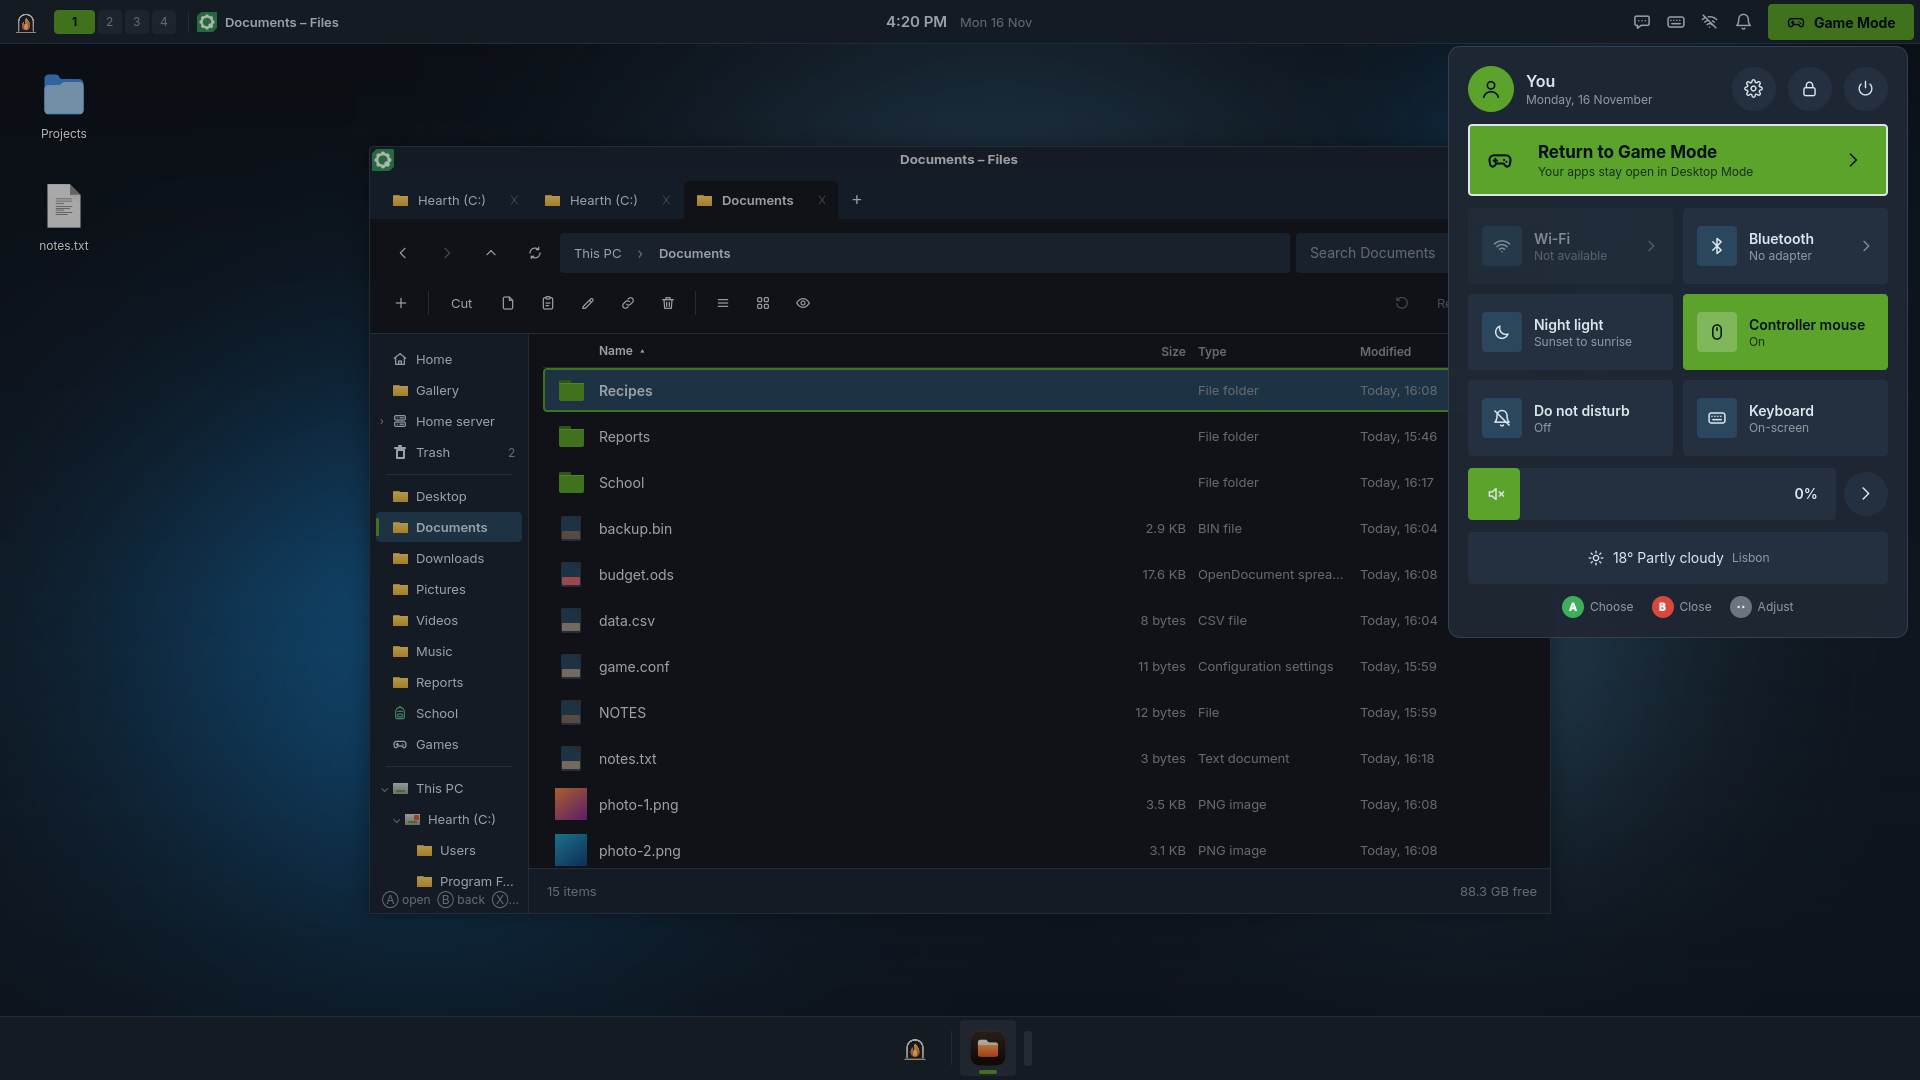 1 2 3 4 Documents – Files
4:20 PM Mon 16 Nov
Game Mode
Projects
notes.txt
Documents – Files
Hearth (C:) X Hearth (C:) X Documents X +
This PC › Documents
Search Documents
Cut
Home
Gallery
Home server
Trash 2
Desktop
Documents
Downloads
Pictures
Videos
Music
Reports
School
Games
This PC
Hearth (C:)
Users
Program F...
A open B back X...
Name Size Type Modified
Recipes File folder Today, 16:08
Reports File folder Today, 15:46
School File folder Today, 16:17
backup.bin 2.9 KB BIN file Today, 16:04
budget.ods 17.6 KB OpenDocument sprea... Today, 16:08
data.csv 8 bytes CSV file Today, 16:04
game.conf 11 bytes Configuration settings Today, 15:59
NOTES 12 bytes File Today, 15:59
notes.txt 3 bytes Text document Today, 16:18
photo-1.png 3.5 KB PNG image Today, 16:08
photo-2.png 3.1 KB PNG image Today, 16:08
15 items 88.3 GB free
You
Monday, 16 November
Return to Game Mode
Your apps stay open in Desktop Mode
Wi-Fi
Not available
Bluetooth
No adapter
Night light
Sunset to sunrise
Controller mouse
On
Do not disturb
Off
Keyboard
On-screen
0%
18° Partly cloudy Lisbon
A Choose B Close Adjust